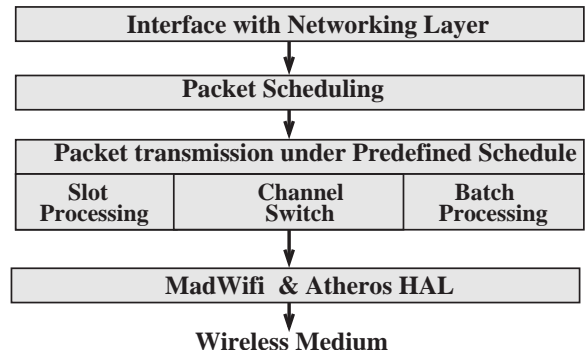 Interface with Networking Layer
Packet Scheduling
Packet transmission under Predefined Schedule
Slot
Processing
Channel
Switch
Batch
Processing
MadWifi & Atheros HAL
Wireless Medium